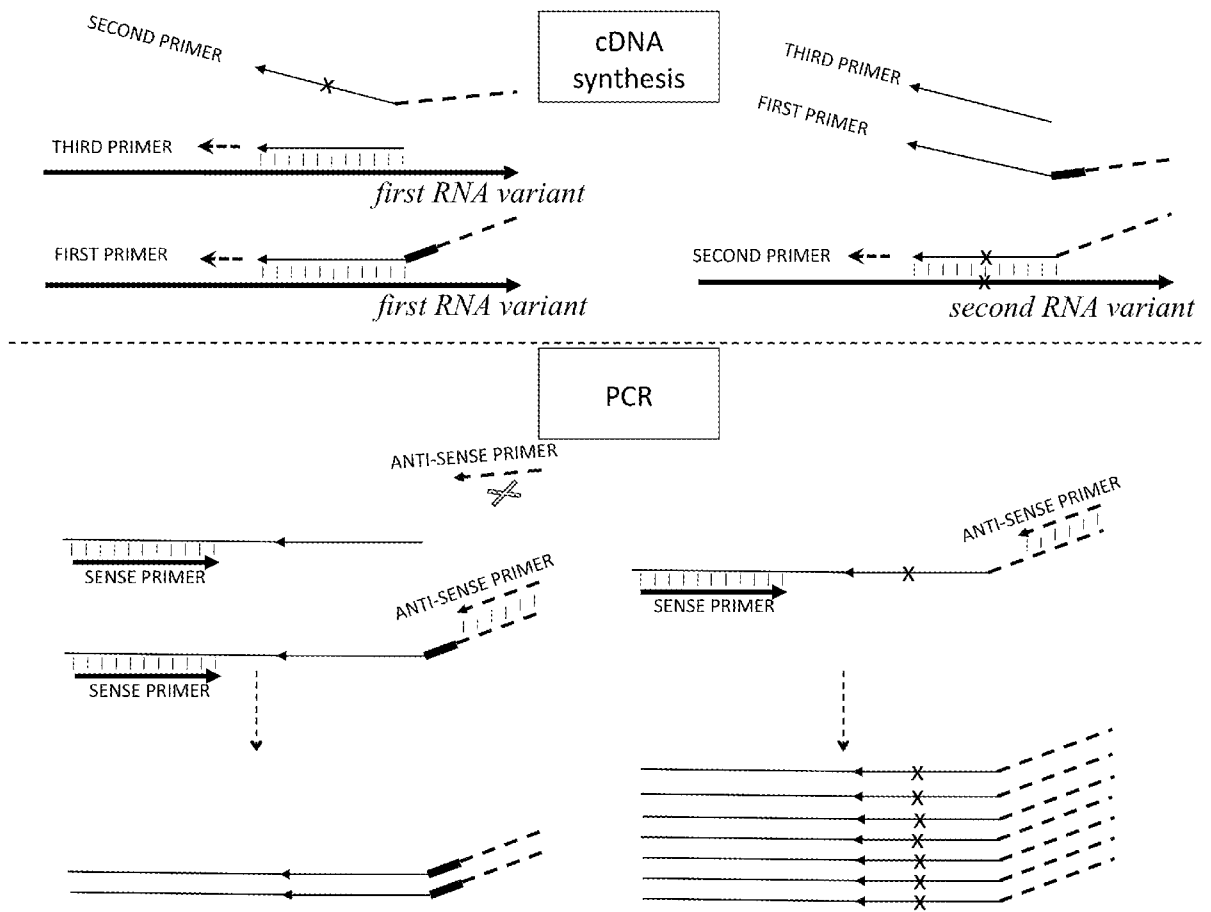 SECOND PRIMER
cDNA
synthesis
THIRD PRIMER
FIRST PRIMER
THIRD PRIMER
first RNA variant
FIRST PRIMER
first RNA variant
X
SECOND PRIMER
X
X
second RNA variant
PCR
ANTI-SENSE PRIMER
X
SENSE PRIMER
ANTI-SENSE PRIMER
SENSE PRIMER
ANTI-SENSE PRIMER
X
SENSE PRIMER
X
X
X
X
X
X
X